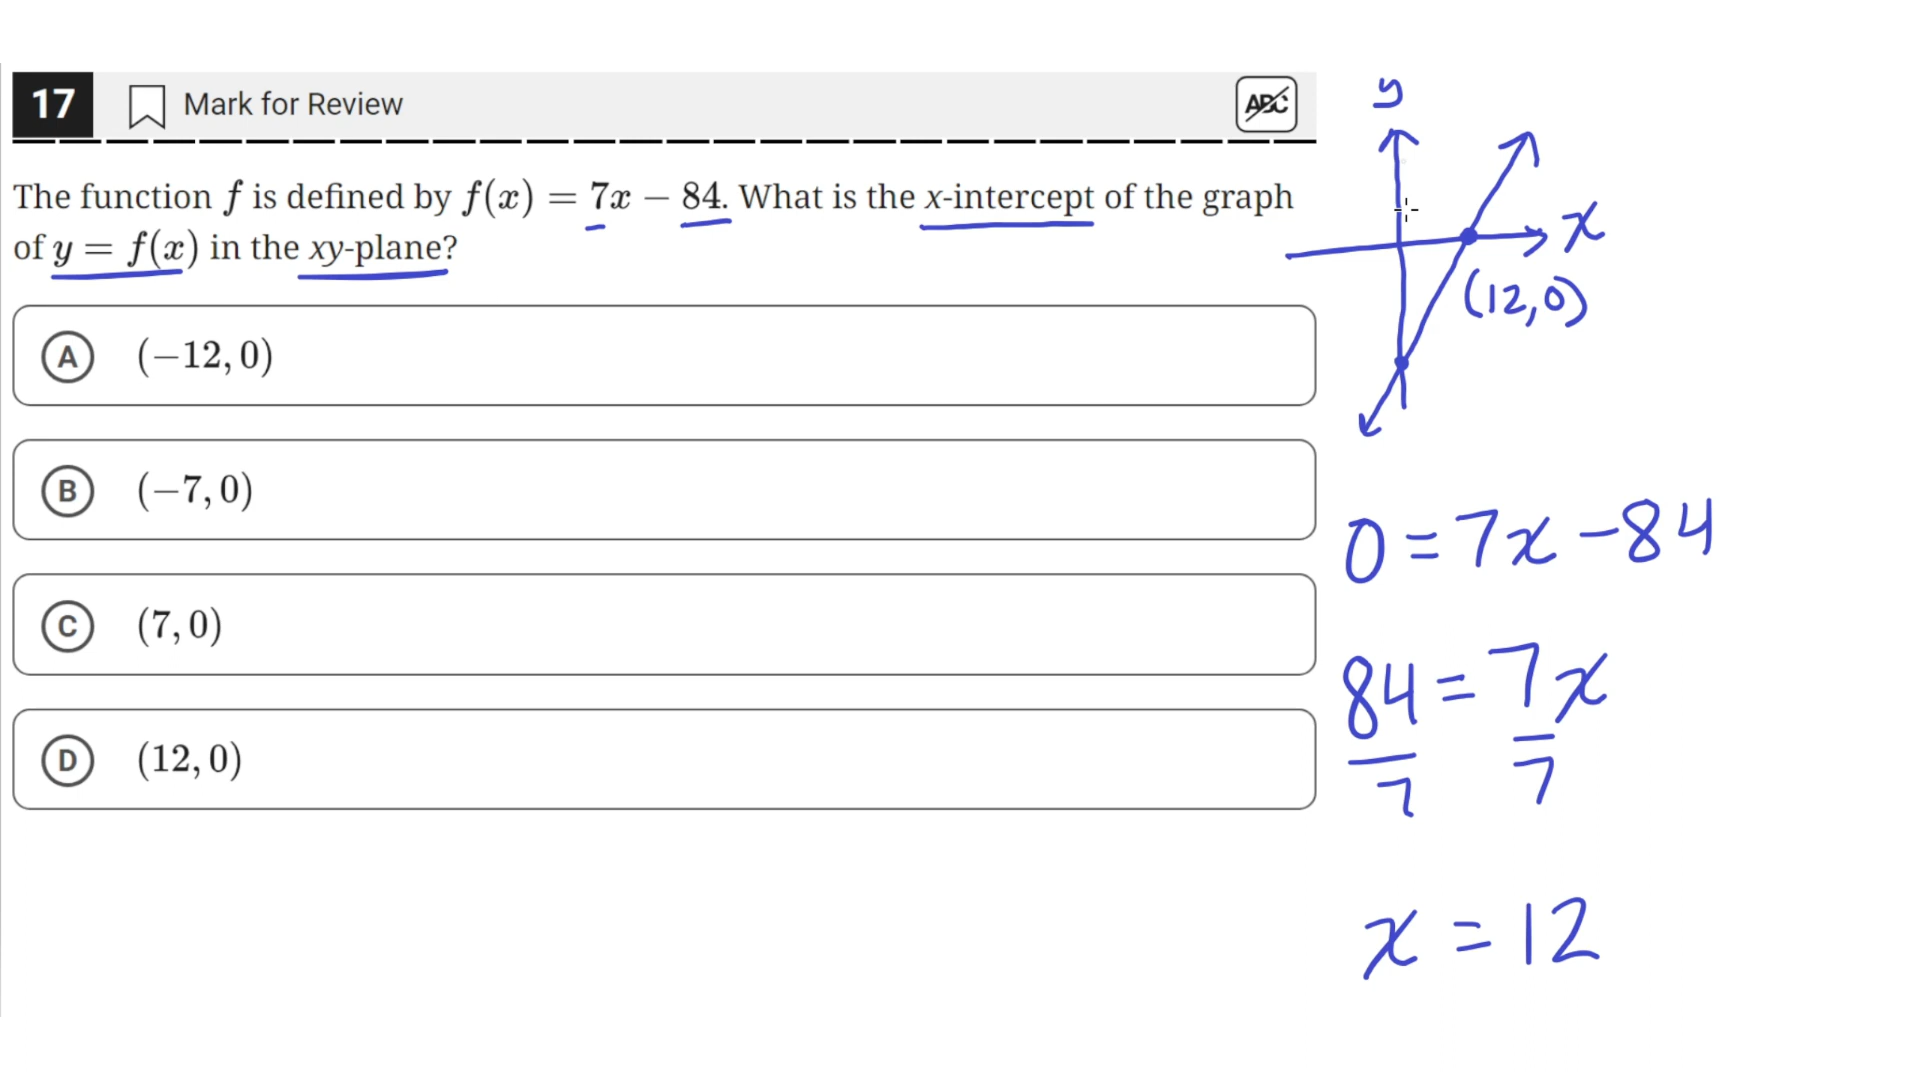 17 Mark for Review ABC
The function f is defined by f(x) = 7x − 84. What is the x-intercept of the graph
of y = f(x) in the xy-plane?
A (−12, 0)
B (−7, 0)
C (7, 0)
D (12, 0)
y
x
(12,0)
0 = 7x − 84
84 = 7x
7 7
x = 12